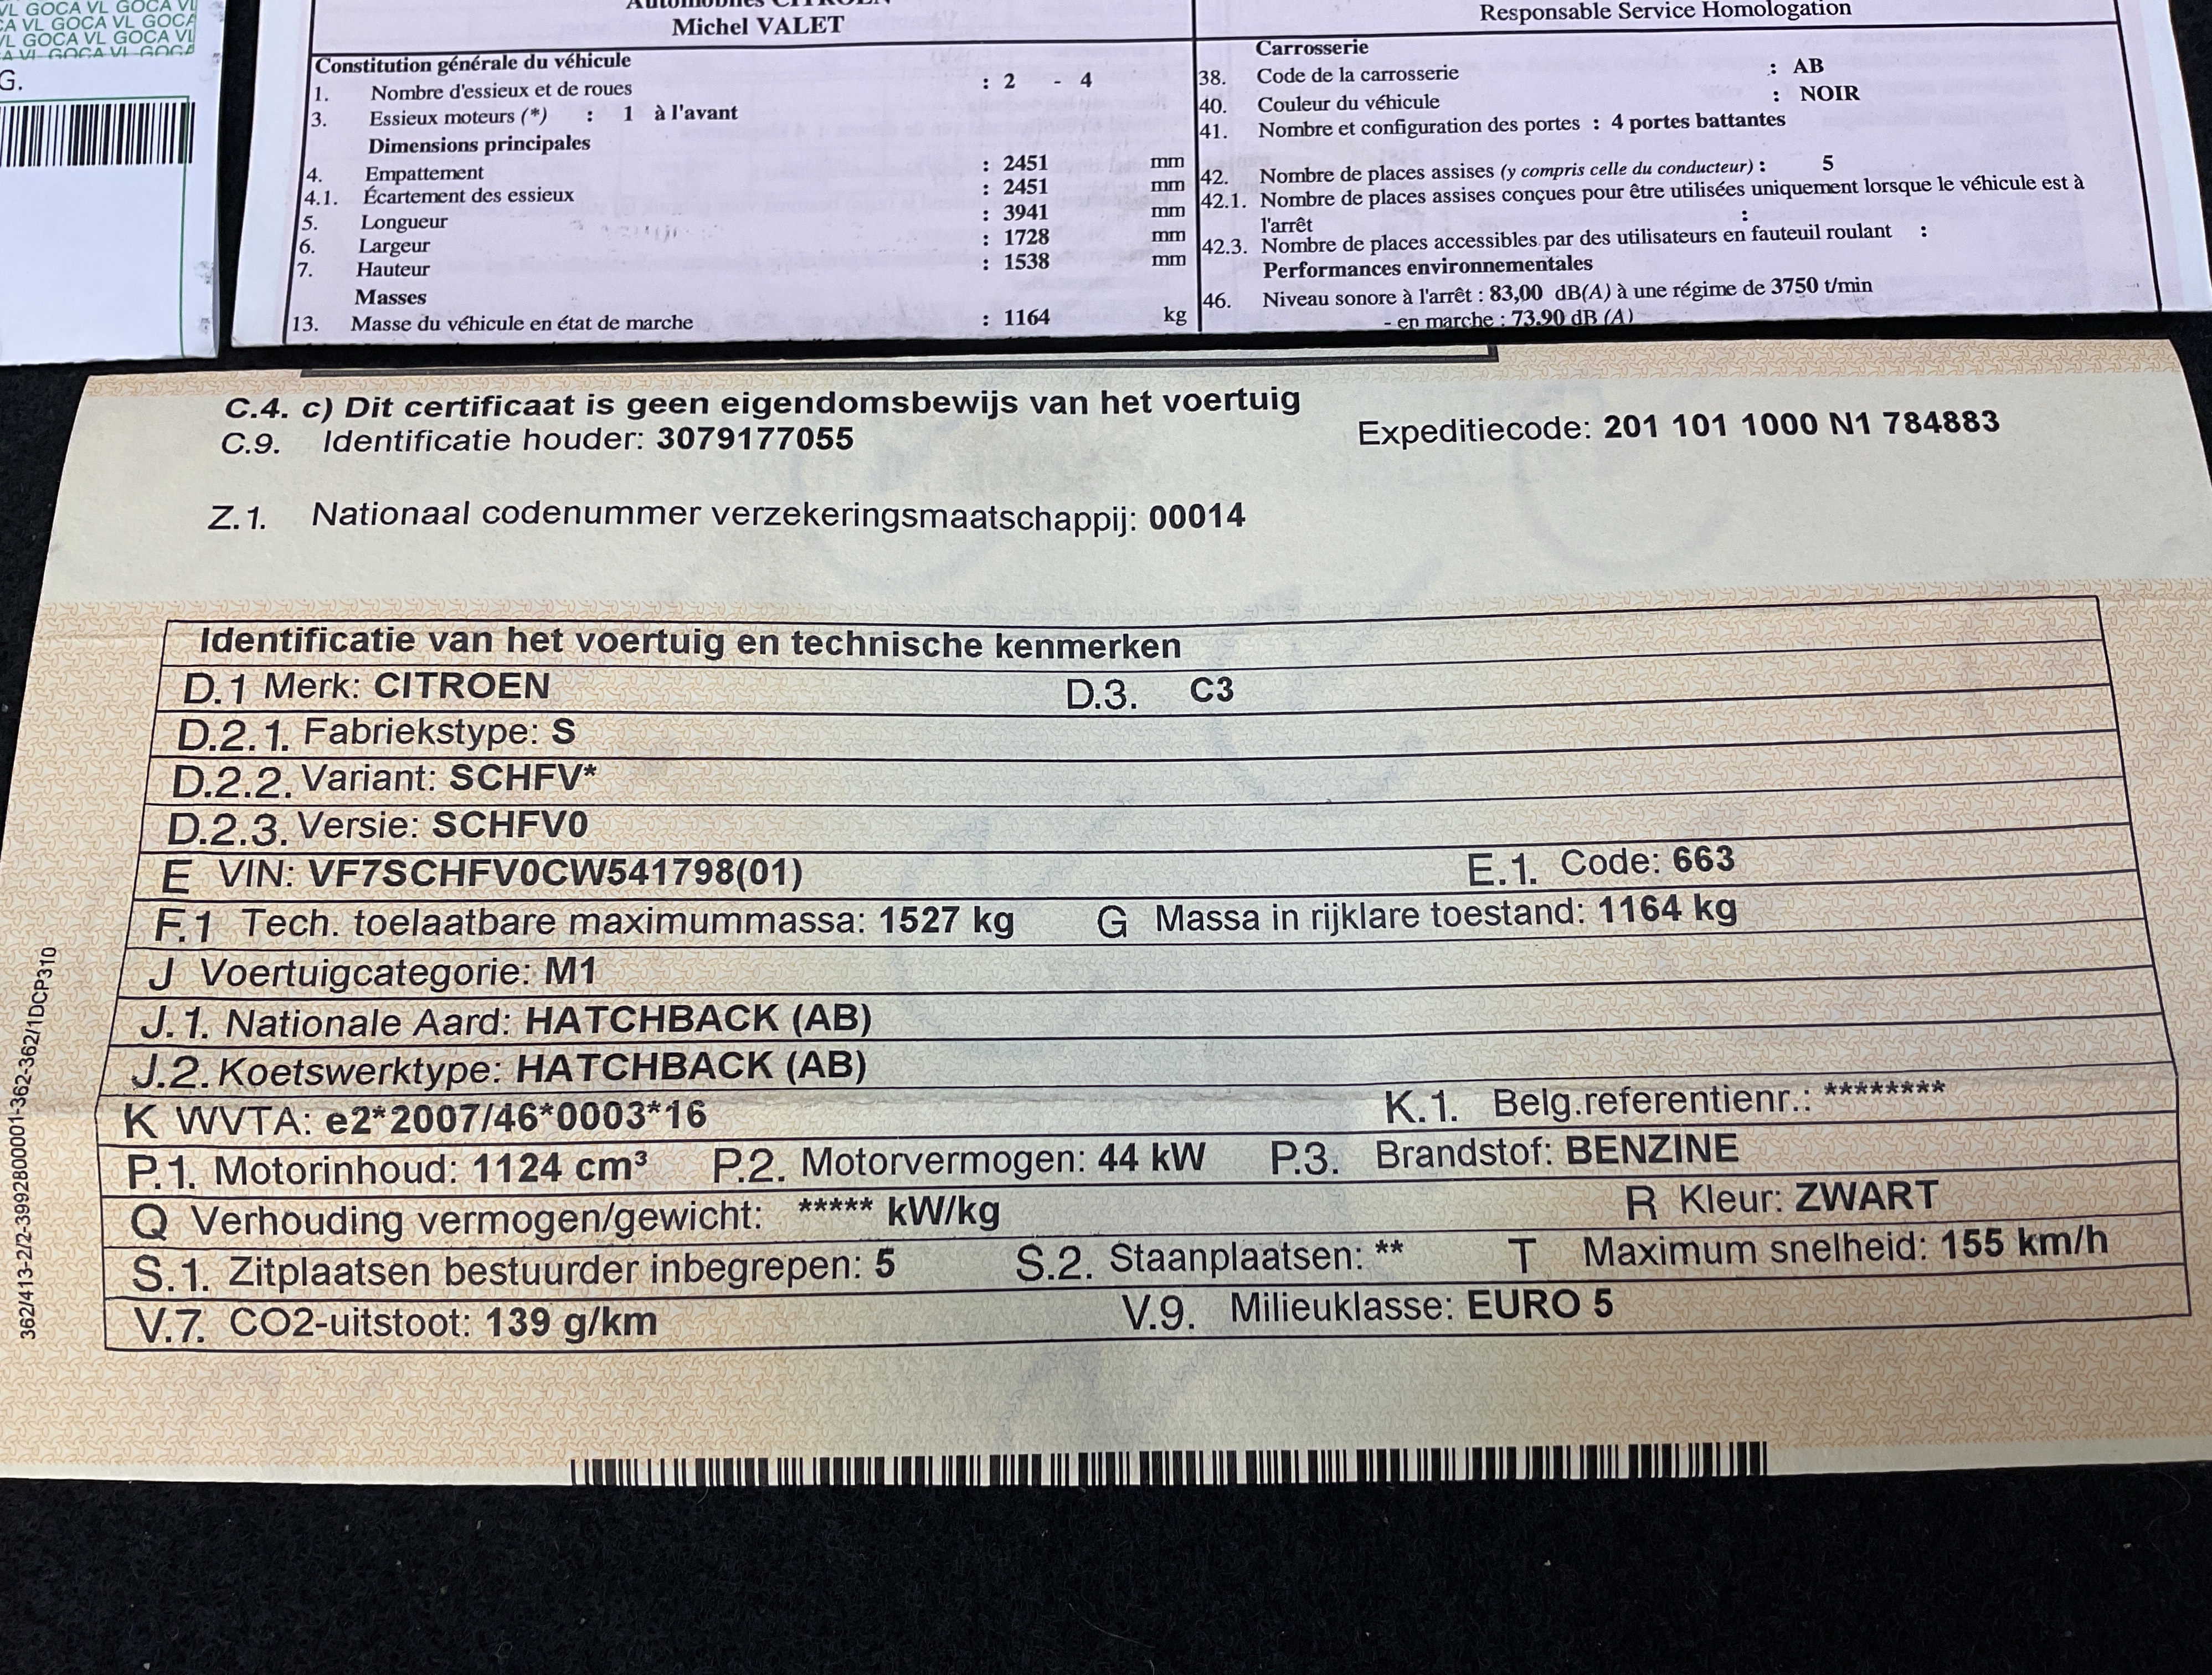 VL GOCA VL GOCA VL
CA VL GOCA VL GOCA
VL GOCA VL GOCA VL
CA VL GOCA VL GOCA
G.
Automobiles CITROËN
Michel VALET
Responsable Service Homologation
Constitution générale du véhicule
1. Nombre d'essieux et de roues : 2 - 4
3. Essieux moteurs (*) : 1 à l'avant
Dimensions principales
4. Empattement : 2451 mm
4.1. Écartement des essieux : 2451 mm
5. Longueur : 3941 mm
6. Largeur : 1728 mm
7. Hauteur : 1538 mm
Masses
13. Masse du véhicule en état de marche : 1164 kg
Carrosserie
38. Code de la carrosserie : AB
40. Couleur du véhicule : NOIR
41. Nombre et configuration des portes : 4 portes battantes
42. Nombre de places assises (y compris celle du conducteur) : 5
42.1. Nombre de places assises conçues pour être utilisées uniquement lorsque le véhicule est à
l'arrêt :
42.3. Nombre de places accessibles par des utilisateurs en fauteuil roulant :
Performances environnementales
46. Niveau sonore à l'arrêt : 83,00 dB(A) à une régime de 3750 t/min
- en marche : 73.90 dB (A)
C.4. c) Dit certificaat is geen eigendomsbewijs van het voertuig
C.9. Identificatie houder: 3079177055 Expeditiecode: 201 101 1000 N1 784883
Z.1. Nationaal codenummer verzekeringsmaatschappij: 00014
Identificatie van het voertuig en technische kenmerken
D.1 Merk: CITROEN D.3. C3
D.2.1. Fabriekstype: S
D.2.2. Variant: SCHFV*
D.2.3. Versie: SCHFV0
E VIN: VF7SCHFV0CW541798(01) E.1. Code: 663
F.1 Tech. toelaatbare maximummassa: 1527 kg G Massa in rijklare toestand: 1164 kg
J Voertuigcategorie: M1
J.1. Nationale Aard: HATCHBACK (AB)
J.2. Koetswerktype: HATCHBACK (AB)
K WVTA: e2*2007/46*0003*16 K.1. Belg.referentienr.: ********
P.1. Motorinhoud: 1124 cm³ P.2. Motorvermogen: 44 kW P.3. Brandstof: BENZINE
Q Verhouding vermogen/gewicht: ***** kW/kg R Kleur: ZWART
S.1. Zitplaatsen bestuurder inbegrepen: 5 S.2. Staanplaatsen: ** T Maximum snelheid: 155 km/h
V.7. CO2-uitstoot: 139 g/km V.9. Milieuklasse: EURO 5
362/413-2/2-3992800001-362-362/1DCP310